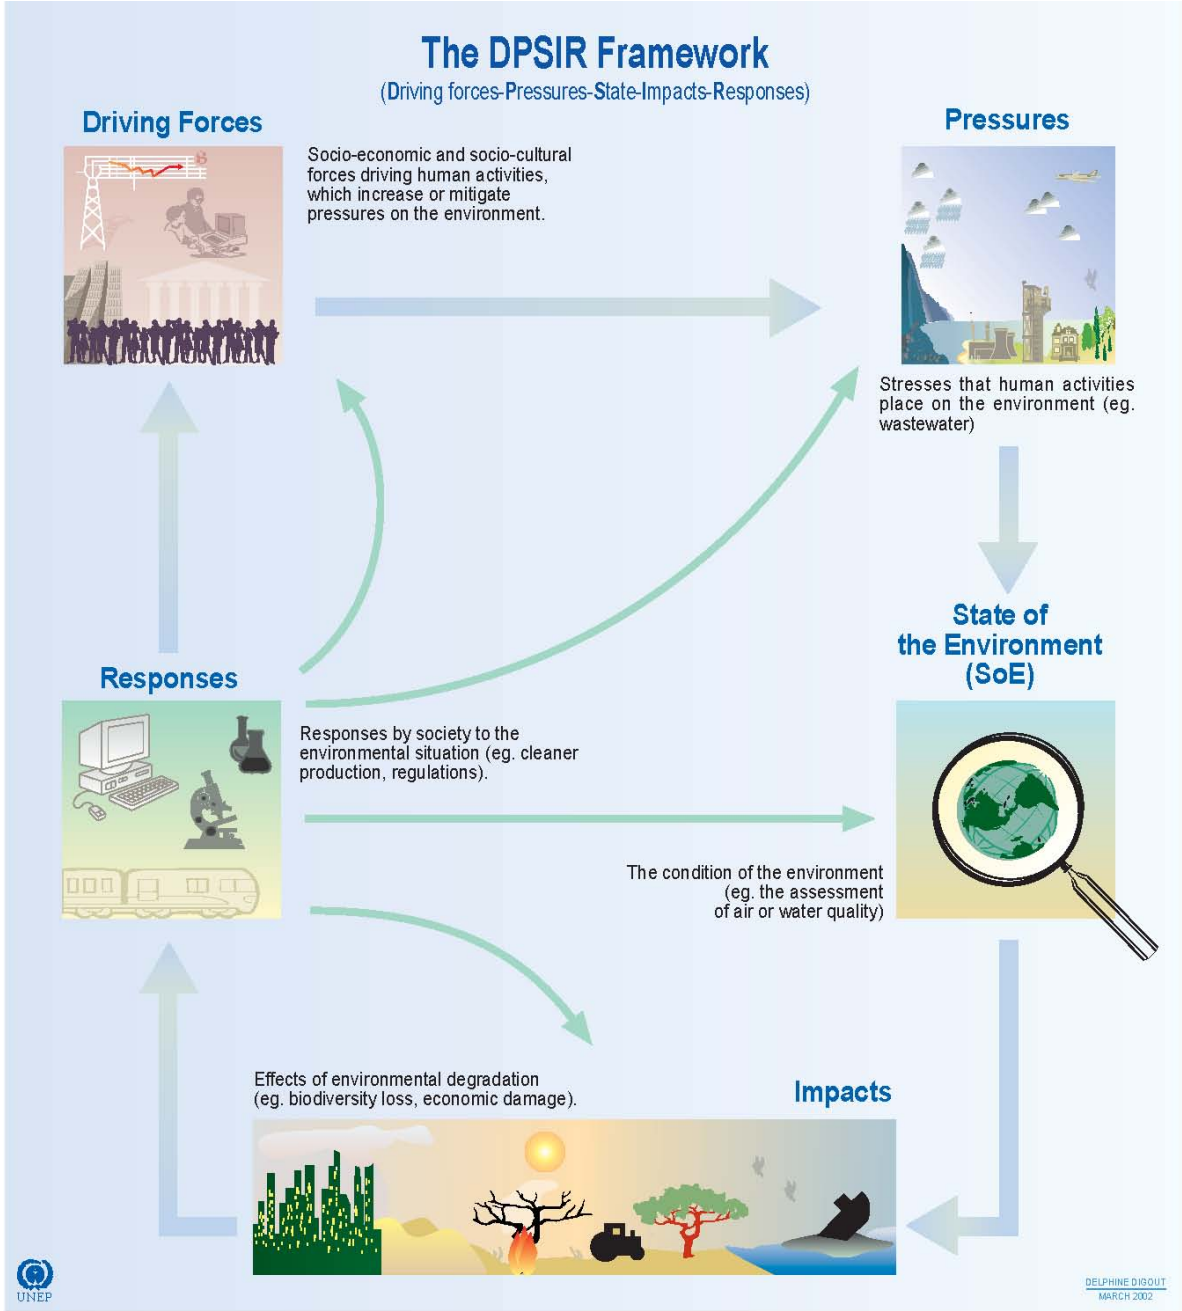 The DPSIR Framework
(Driving forces-Pressures-State-Impacts-Responses)
Driving Forces
Socio-economic and socio-cultural
forces driving human activities,
which increase or mitigate
pressures on the environment.
Pressures
Stresses that human activities
place on the environment (eg.
wastewater)
State of
the Environment
(SoE)
Responses
Responses by society to the
environmental situation (eg. cleaner
production, regulations).
The condition of the environment
(eg. the assessment
of air or water quality)
Effects of environmental degradation
(eg. biodiversity loss, economic damage).
Impacts
UNEP
DELPHINE DIGOUT
MARCH 2002